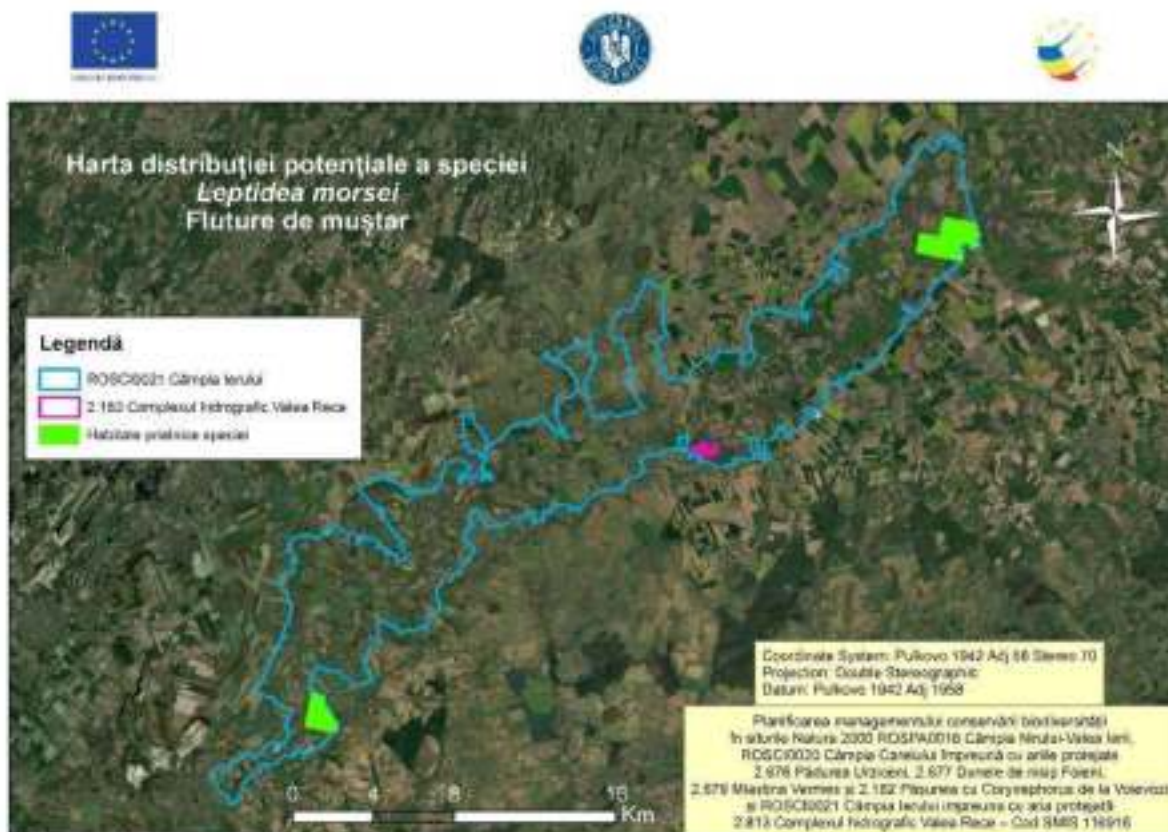 Harta distribuției potențiale a speciei
Leptidea morsei
Fluture de muștar
N
Legendă
ROSCI0021 Câmpia Ierului
2.183 Complexul hidrografic Valea Rece
Habitate prielnice speciei
Coordinate System: Pulkovo 1942 Adj 58 Stereo 70
Projection: Double Stereographic
Datum: Pulkovo 1942 Adj 1958
Planificarea managementului conservării biodiversității
în siturile Natura 2000 ROSPA0016 Câmpia Nirului-Valea Ierii,
ROSCI0020 Câmpia Careiului împreună cu ariile protejate
2.676 Pădurea Urziceni, 2.677 Dunele de nisip Foieni,
2.679 Mlaștina Vermeș și 2.182 Pășunea cu Corynephorus de la Voievozi
și ROSCI0021 Câmpia Ierului împreună cu aria protejată
2.813 Complexul hidrografic Valea Rece – Cod SMIS 116916
0 4 8 16
Km